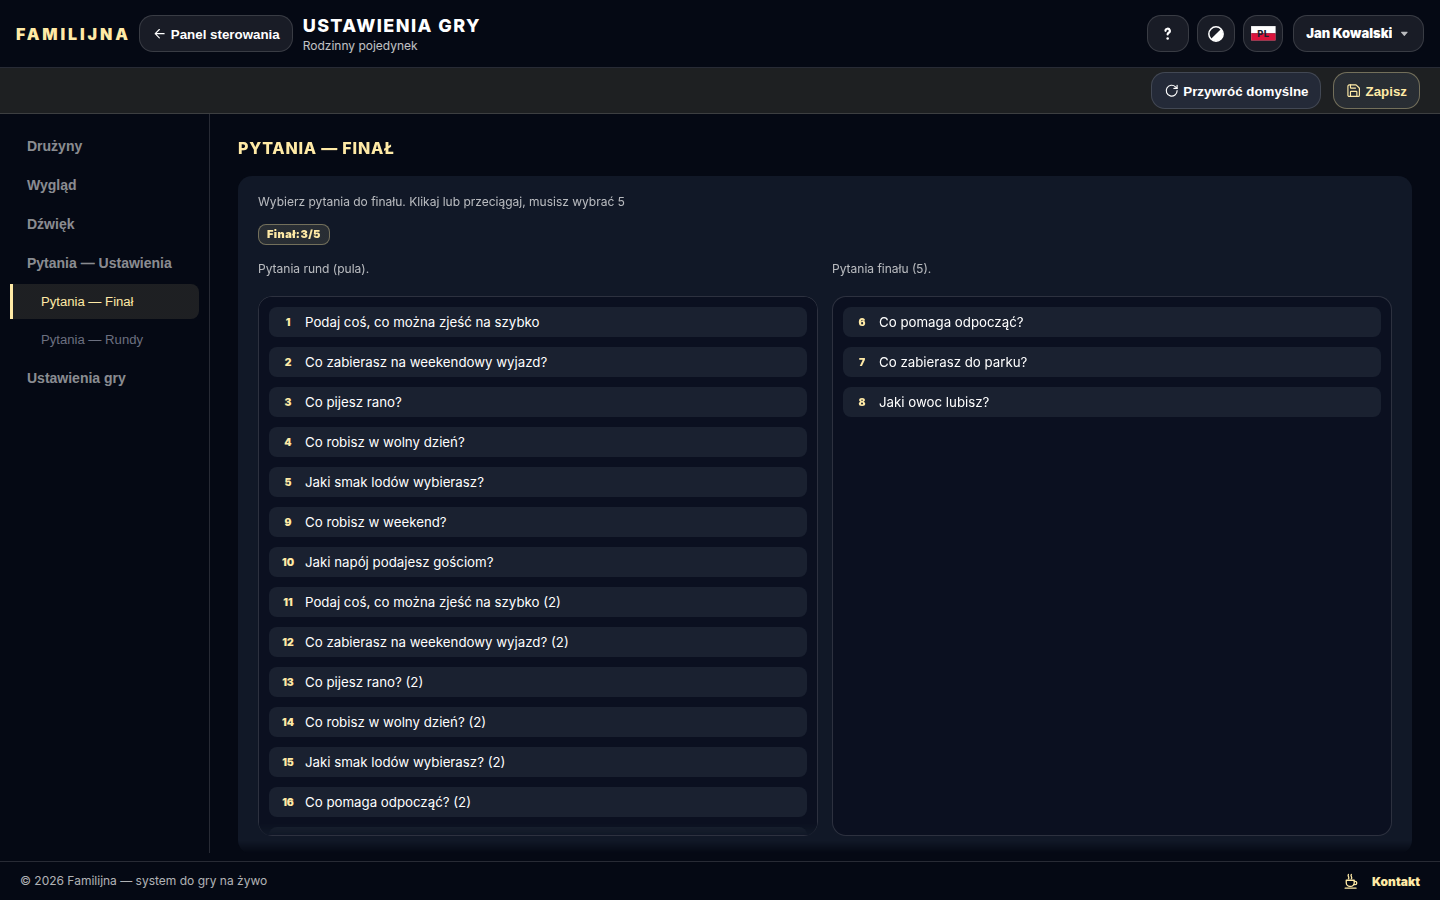 FAMILIJNA
← Panel sterowania
USTAWIENIA GRY
Rodzinny pojedynek
?
PL
Jan Kowalski
Przywróć domyślne
Zapisz
Drużyny
Wygląd
Dźwięk
Pytania — Ustawienia
Pytania — Finał
Pytania — Rundy
Ustawienia gry
PYTANIA — FINAŁ
Wybierz pytania do finału. Klikaj lub przeciągaj, musisz wybrać 5
Finał:3/5
Pytania rund (pula).
1 Podaj coś, co można zjeść na szybko
2 Co zabierasz na weekendowy wyjazd?
3 Co pijesz rano?
4 Co robisz w wolny dzień?
5 Jaki smak lodów wybierasz?
9 Co robisz w weekend?
10 Jaki napój podajesz gościom?
11 Podaj coś, co można zjeść na szybko (2)
12 Co zabierasz na weekendowy wyjazd? (2)
13 Co pijesz rano? (2)
14 Co robisz w wolny dzień? (2)
15 Jaki smak lodów wybierasz? (2)
16 Co pomaga odpocząć? (2)
Pytania finału (5).
6 Co pomaga odpocząć?
7 Co zabierasz do parku?
8 Jaki owoc lubisz?
© 2026 Familijna — system do gry na żywo
Kontakt